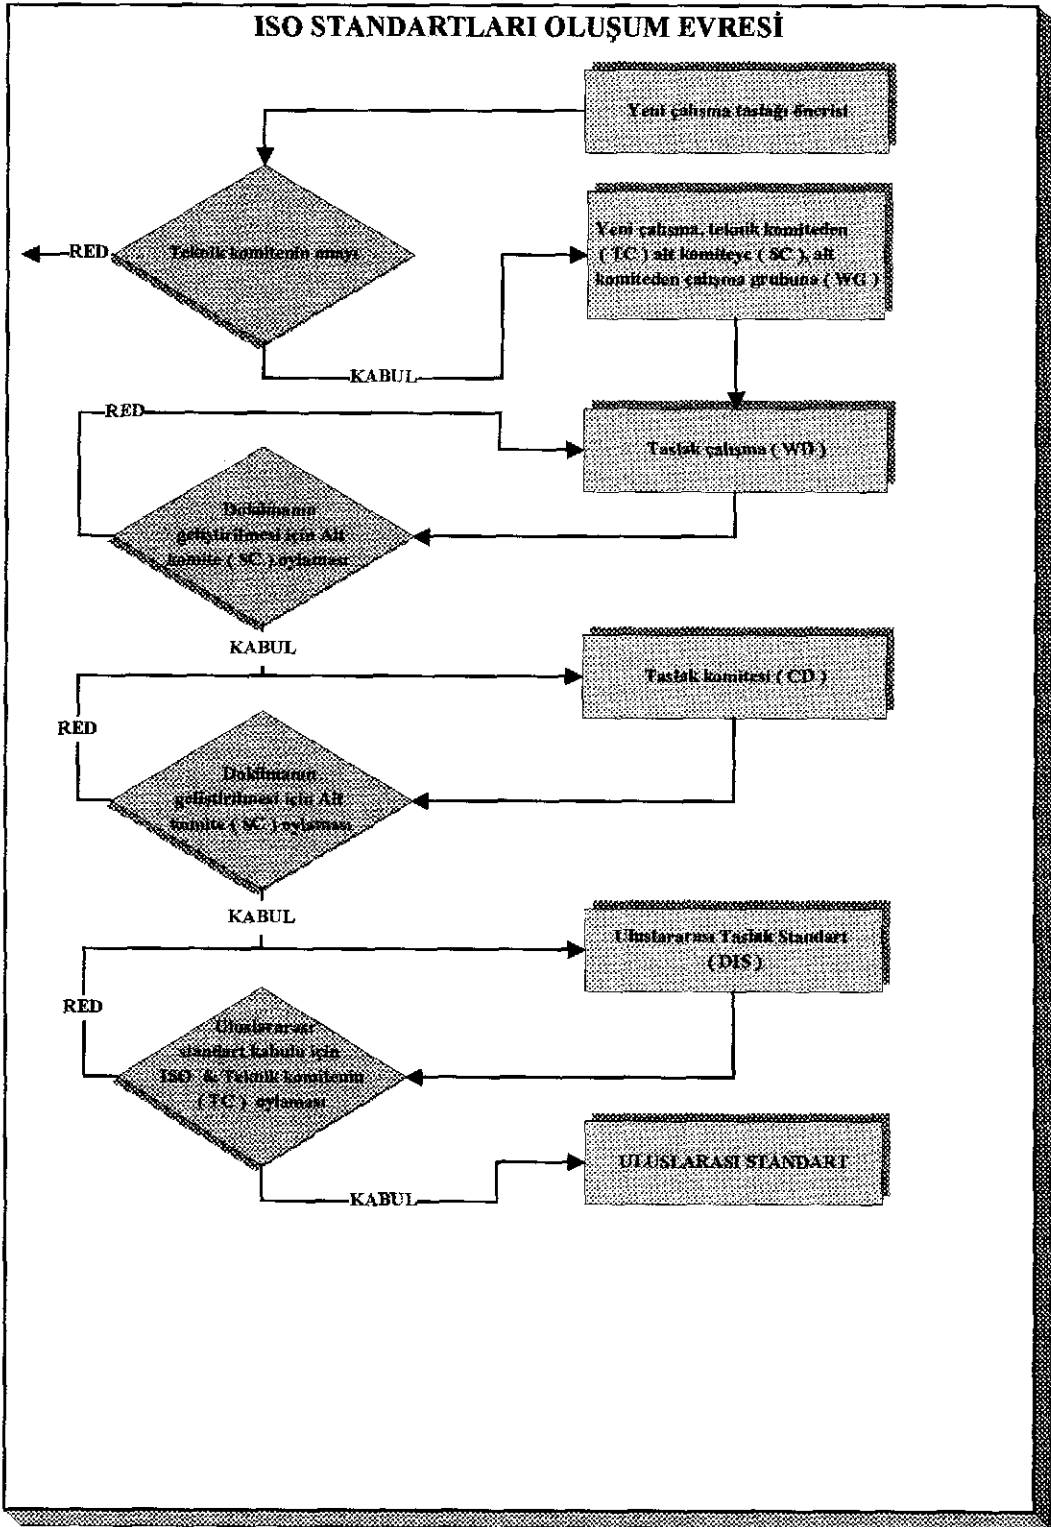 ISO STANDARTLARI OLUŞUM EVRESİ
Yeni çalışma taslağı önerisi
RED
Teknik komitenin onayı
Yeni çalışma, teknik komiteden
( TC ) alt komiteye ( SC ), alt
komiteden çalışma grubuna ( WG )
KABUL
RED
Taslak çalışma ( WD )
Dokümanın
geliştirilmesi için Alt
komite ( SC ) oylaması
KABUL
Taslak komitesi ( CD )
RED
Dokümanın
geliştirilmesi için Alt
komite ( SC ) oylaması
KABUL
Uluslararası Taslak Standart
( DIS )
RED
Uluslararası
standart kabulu için
ISO & Teknik komitenin
( TC ) oylaması
ULUSLARASI STANDART
KABUL